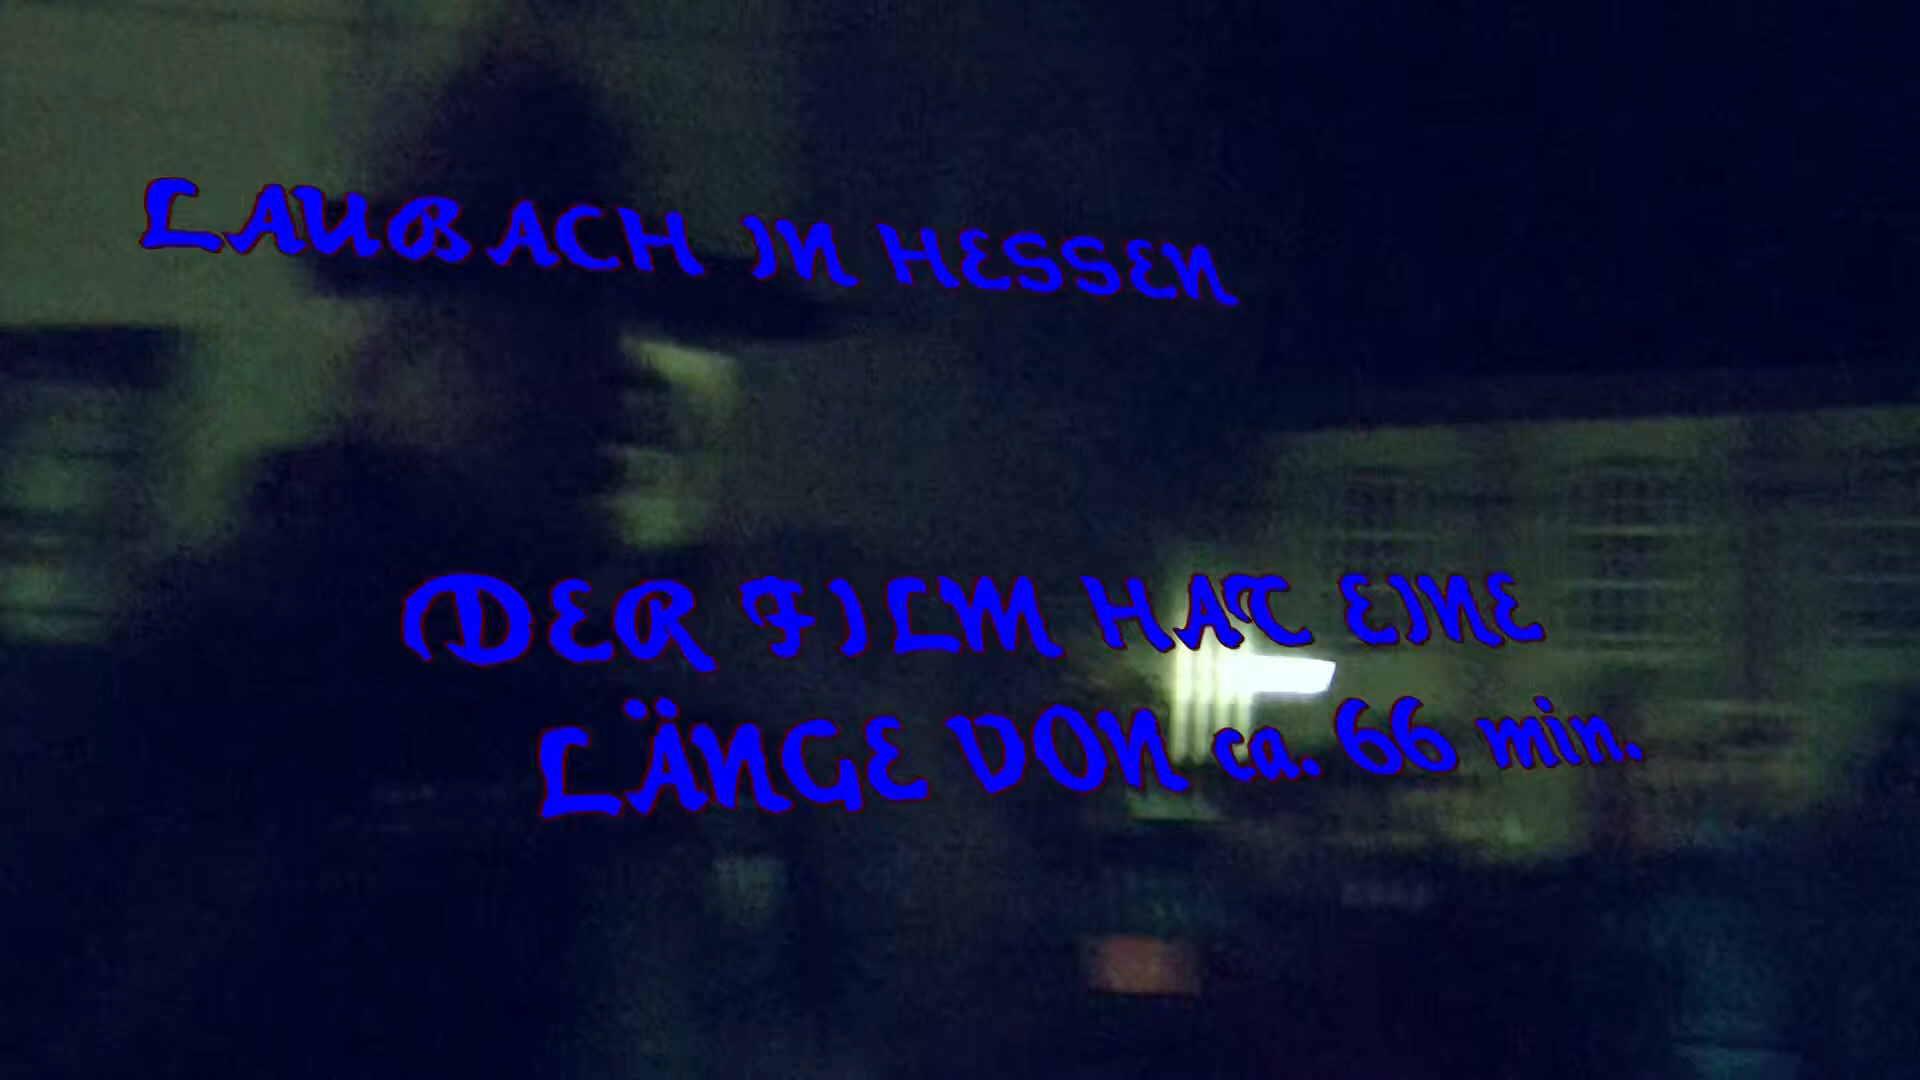 LAUBACH IN HESSEN
DER FILM HAT EINE
LÄNGE VON ca. 66 min.